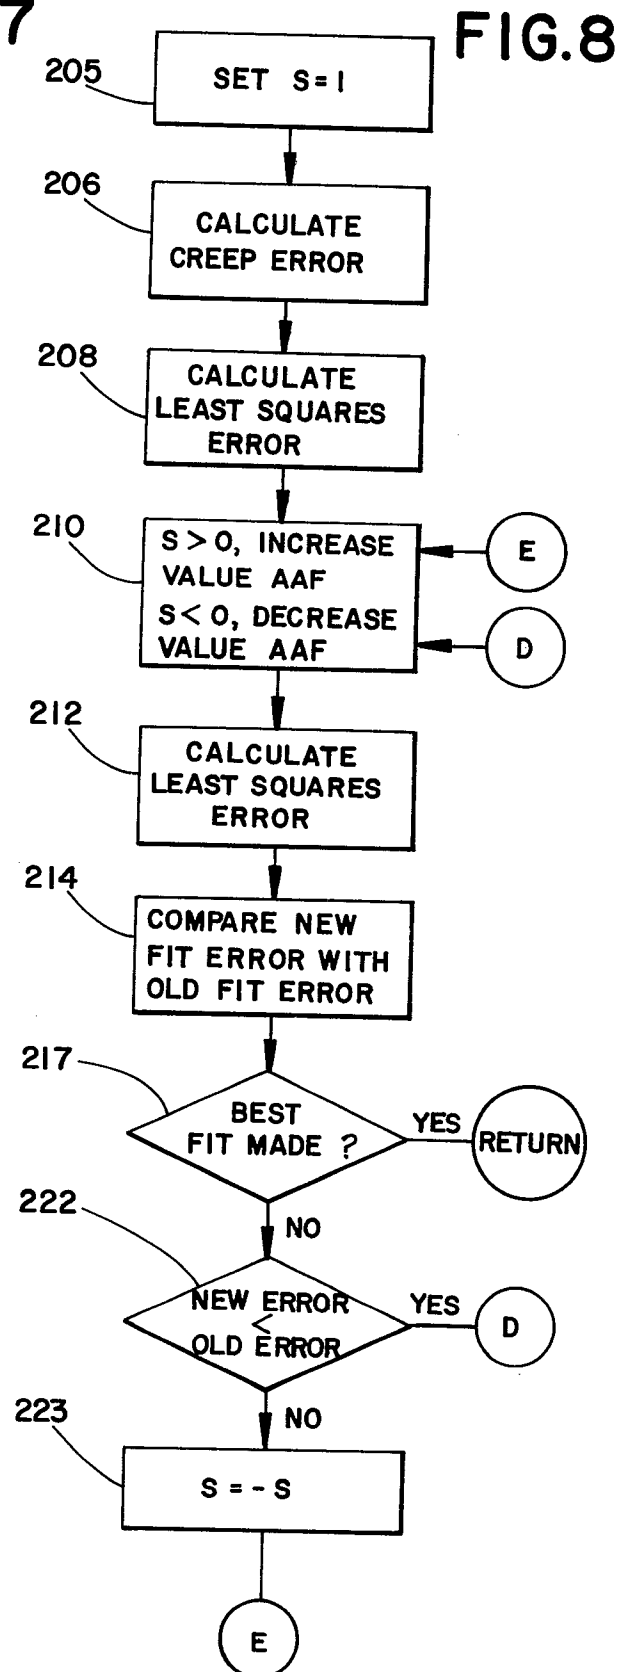 7
FIG.8
205
SET S=1
206
CALCULATE
CREEP ERROR
208
CALCULATE
LEAST SQUARES
ERROR
210
S > 0, INCREASE
VALUE AAF
S < 0, DECREASE
VALUE AAF
E
D
212
CALCULATE
LEAST SQUARES
ERROR
214
COMPARE NEW
FIT ERROR WITH
OLD FIT ERROR
217
BEST
FIT MADE ?
YES
RETURN
NO
222
NEW ERROR
<
OLD ERROR
YES
D
NO
223
S = - S
E